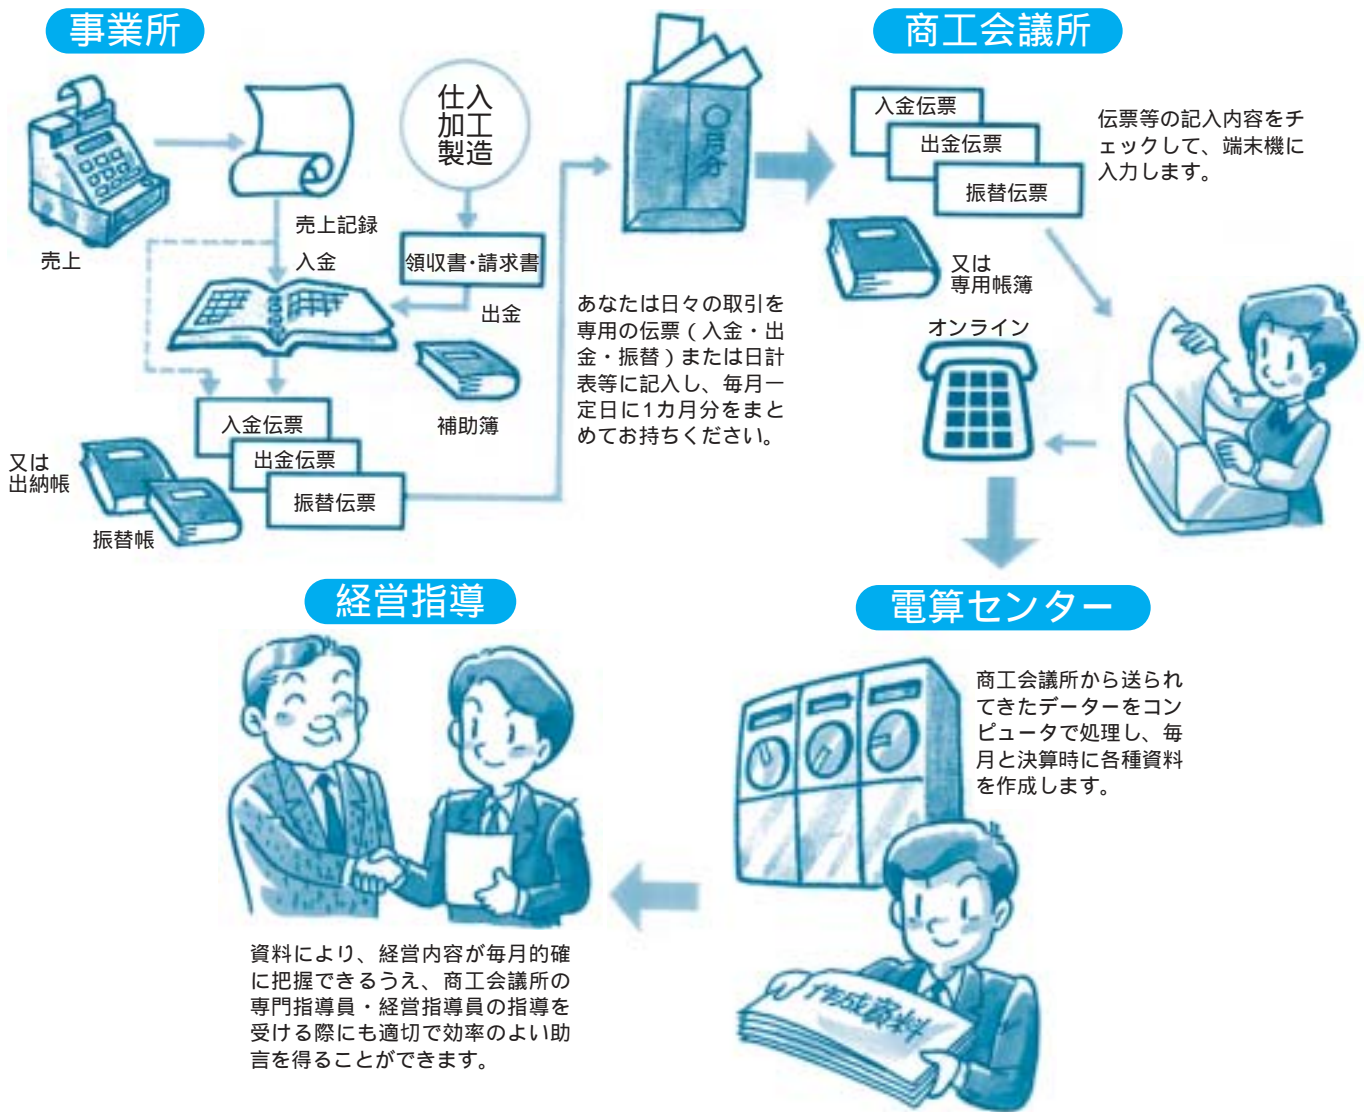 事業所
売上
売上記録
入金
仕入
加工
製造
領収書・請求書
出金
補助簿
入金伝票
出金伝票
振替伝票
又は
出納帳
振替帳
あなたは日々の取引を
専用の伝票（入金・出
金・振替）または日計
表等に記入し、毎月一
定日に1カ月分をまと
めてお持ちください。
〇月分
商工会議所
入金伝票
出金伝票
振替伝票
伝票等の記入内容をチ
ェックして、端末機に
入力します。
又は
専用帳簿
オンライン
電算センター
商工会議所から送られ
てきたデーターをコン
ピュータで処理し、毎
月と決算時に各種資料
を作成します。
作成資料
経営指導
資料により、経営内容が毎月的確
に把握できるうえ、商工会議所の
専門指導員・経営指導員の指導を
受ける際にも適切で効率のよい助
言を得ることができます。